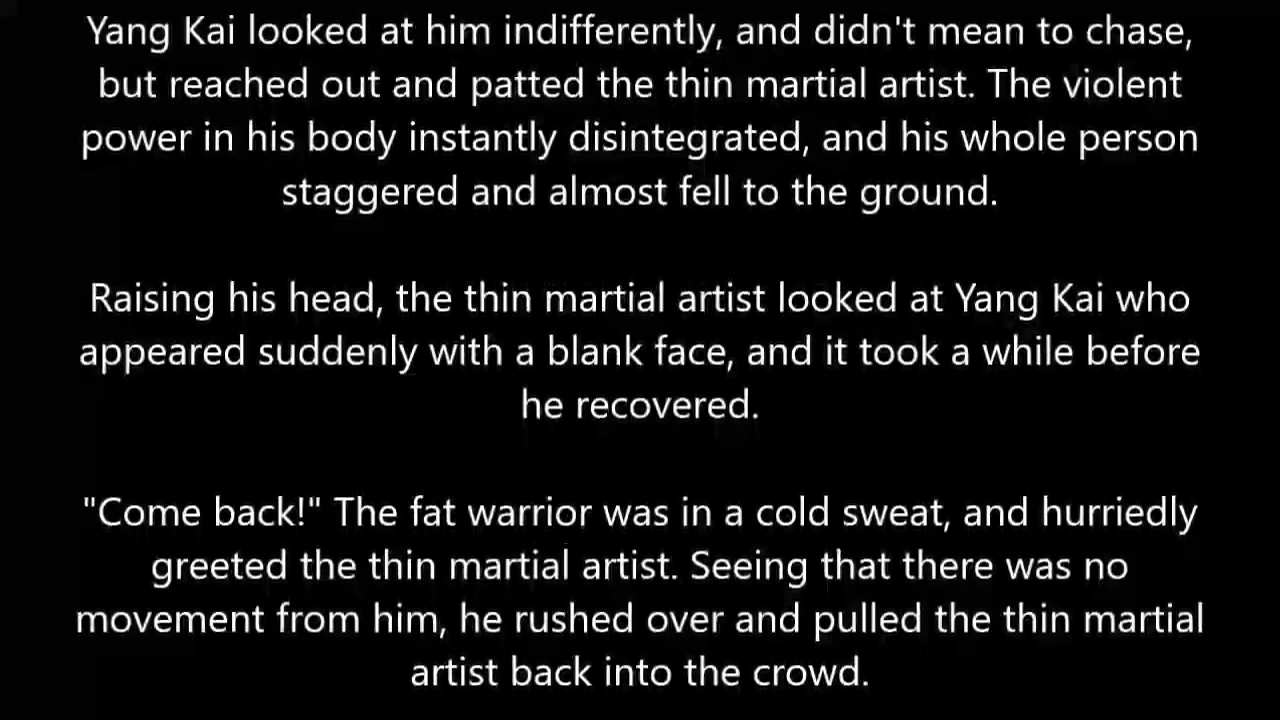 Yang Kai looked at him indifferently, and didn't mean to chase,
but reached out and patted the thin martial artist. The violent
power in his body instantly disintegrated, and his whole person
staggered and almost fell to the ground.
Raising his head, the thin martial artist looked at Yang Kai who
appeared suddenly with a blank face, and it took a while before
he recovered.
"Come back!" The fat warrior was in a cold sweat, and hurriedly
greeted the thin martial artist. Seeing that there was no
movement from him, he rushed over and pulled the thin martial
artist back into the crowd.